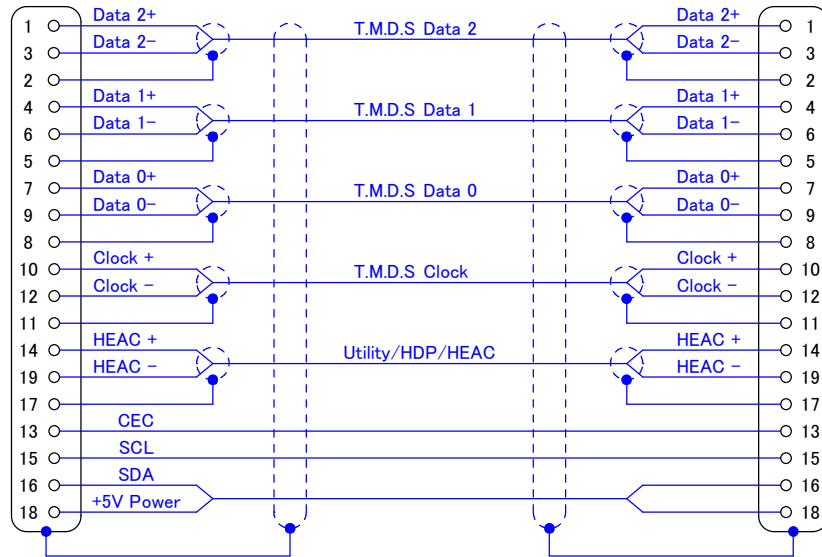 1 Data 2+ T.M.D.S Data 2 Data 2+ 1
3 Data 2- Data 2- 3
2 2
4 Data 1+ T.M.D.S Data 1 Data 1+ 4
6 Data 1- Data 1- 6
5 5
7 Data 0+ T.M.D.S Data 0 Data 0+ 7
9 Data 0- Data 0- 9
8 8
10 Clock + T.M.D.S Clock Clock + 10
12 Clock - Clock - 12
11 11
14 HEAC + Utility/HDP/HEAC HEAC + 14
19 HEAC - HEAC - 19
17 17
13 CEC 13
15 SCL 15
16 SDA 16
18 +5V Power 18